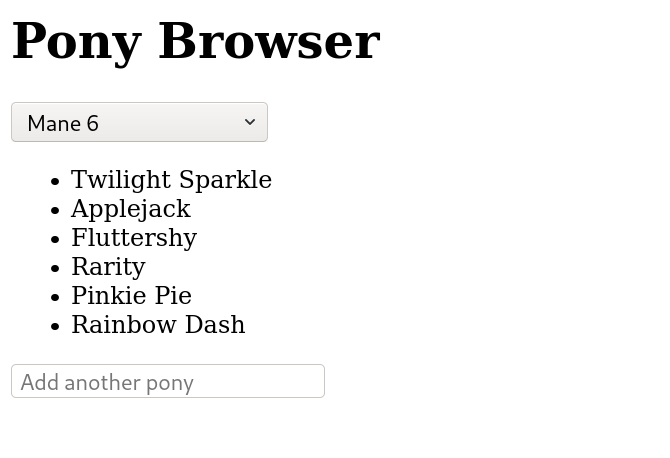 Pony Browser
Mane 6
Twilight Sparkle
Applejack
Fluttershy
Rarity
Pinkie Pie
Rainbow Dash
Add another pony